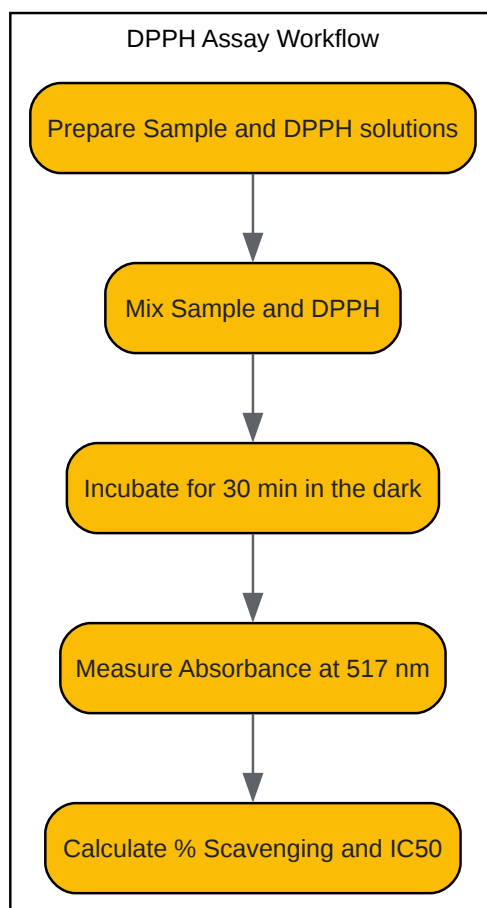 DPPH Assay Workflow
Prepare Sample and DPPH solutions
Mix Sample and DPPH
Incubate for 30 min in the dark
Measure Absorbance at 517 nm
Calculate % Scavenging and IC50